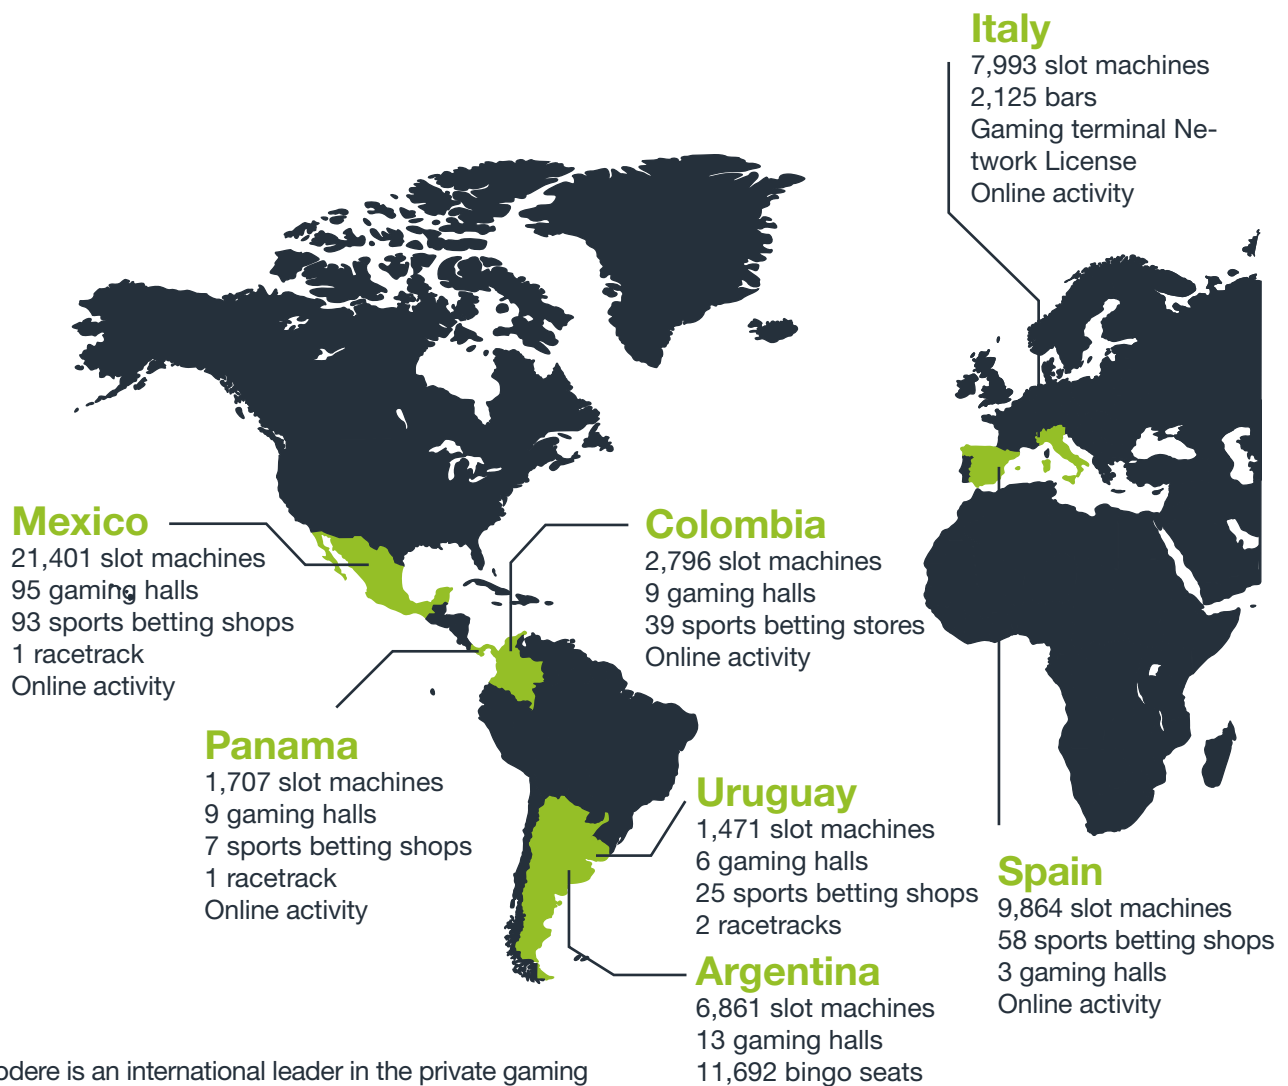 Italy
7,993 slot machines
2,125 bars
Gaming terminal Ne-
twork License
Online activity
Mexico
21,401 slot machines
95 gaming halls
93 sports betting shops
1 racetrack
Online activity
Colombia
2,796 slot machines
9 gaming halls
39 sports betting stores
Online activity
Panama
1,707 slot machines
9 gaming halls
7 sports betting shops
1 racetrack
Online activity
Uruguay
1,471 slot machines
6 gaming halls
25 sports betting shops
2 racetracks
Spain
9,864 slot machines
58 sports betting shops
3 gaming halls
Online activity
Argentina
6,861 slot machines
13 gaming halls
11,692 bingo seats
odere is an international leader in the private gaming